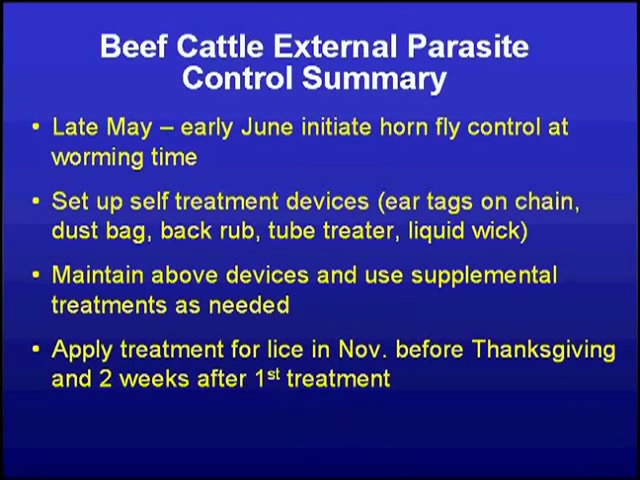 Beef Cattle External Parasite
Control Summary
• Late May – early June initiate horn fly control at
worming time
• Set up self treatment devices (ear tags on chain,
dust bag, back rub, tube treater, liquid wick)
• Maintain above devices and use supplemental
treatments as needed
• Apply treatment for lice in Nov. before Thanksgiving
and 2 weeks after 1st treatment